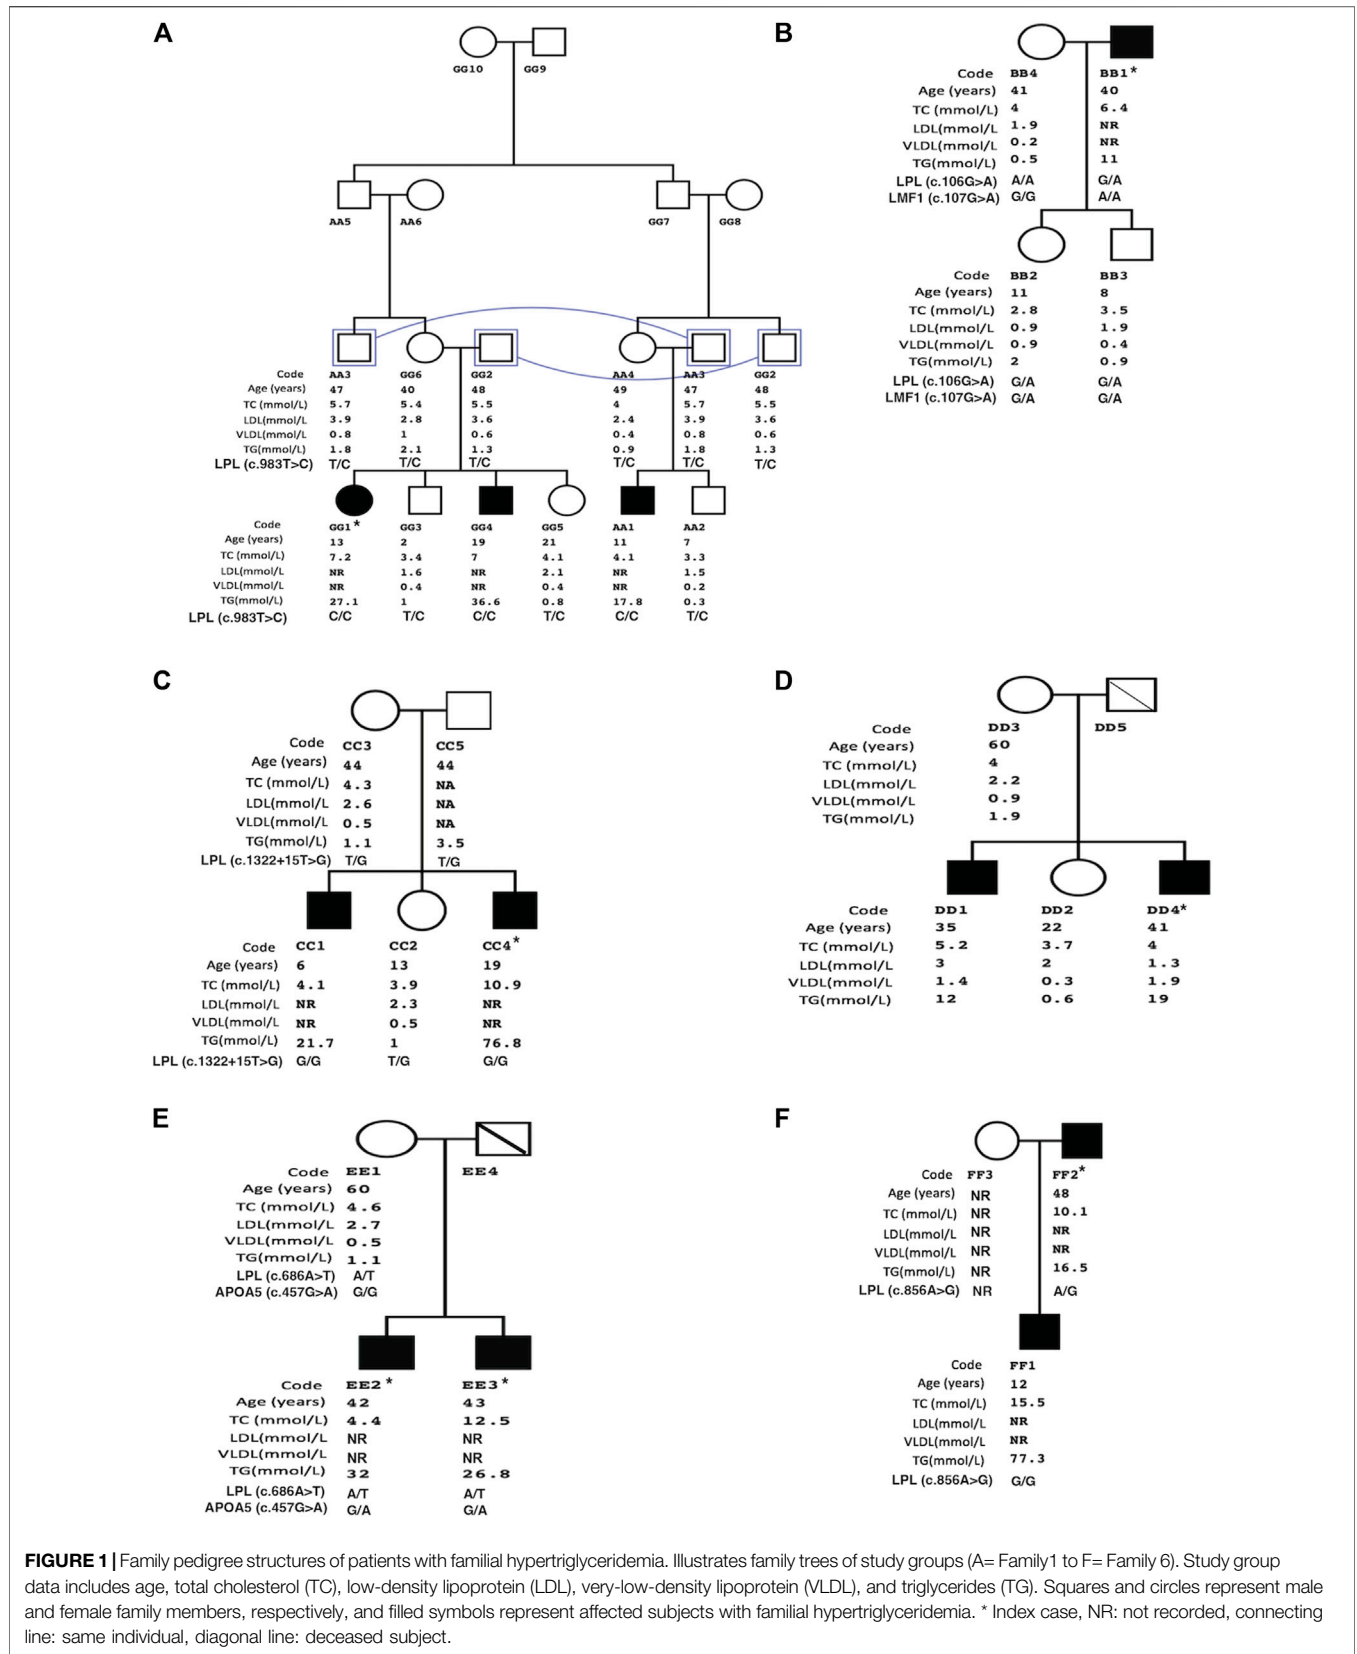 A
GG10 GG9
AA5 AA6 GG7 GG8
Code AA3 GG6 GG2 AA4 AA3 GG2
Age (years) 47 40 48 49 47 48
TC (mmol/L) 5.7 5.4 5.5 4 5.7 5.5
LDL(mmol/L 3.9 2.8 3.6 2.4 3.9 3.6
VLDL(mmol/L 0.8 1 0.6 0.4 0.8 0.6
TG(mmol/L) 1.8 2.1 1.3 0.9 1.8 1.3
LPL (c.983T>C) T/C T/C T/C T/C T/C T/C
Code GG1* GG3 GG4 GG5 AA1 AA2
Age (years) 13 2 19 21 11 7
TC (mmol/L) 7.2 3.4 7 4.1 4.1 3.3
LDL(mmol/L NR 1.6 NR 2.1 NR 1.5
VLDL(mmol/L NR 0.4 NR 0.4 NR 0.2
TG(mmol/L) 27.1 1 36.6 0.8 17.8 0.3
LPL (c.983T>C) C/C T/C C/C T/C C/C T/C
B
Code BB4 BB1*
Age (years) 41 40
TC (mmol/L) 4 6.4
LDL(mmol/L 1.9 NR
VLDL(mmol/L 0.2 NR
TG(mmol/L) 0.5 11
LPL (c.106G>A) A/A G/A
LMF1 (c.107G>A) G/G A/A
Code BB2 BB3
Age (years) 11 8
TC (mmol/L) 2.8 3.5
LDL(mmol/L 0.9 1.9
VLDL(mmol/L 0.9 0.4
TG(mmol/L) 2 0.9
LPL (c.106G>A) G/A G/A
LMF1 (c.107G>A) G/A G/A
C
Code CC3 CC5
Age (years) 44 44
TC (mmol/L) 4.3 NA
LDL(mmol/L 2.6 NA
VLDL(mmol/L 0.5 NA
TG(mmol/L) 1.1 3.5
LPL (c.1322+15T>G) T/G T/G
Code CC1 CC2 CC4*
Age (years) 6 13 19
TC (mmol/L) 4.1 3.9 10.9
LDL(mmol/L NR 2.3 NR
VLDL(mmol/L NR 0.5 NR
TG(mmol/L) 21.7 1 76.8
LPL (c.1322+15T>G) G/G T/G G/G
D
Code DD3 DD5
Age (years) 60
TC (mmol/L) 4
LDL(mmol/L 2.2
VLDL(mmol/L 0.9
TG(mmol/L) 1.9
Code DD1 DD2 DD4*
Age (years) 35 22 41
TC (mmol/L) 5.2 3.7 4
LDL(mmol/L 3 2 1.3
VLDL(mmol/L 1.4 0.3 1.9
TG(mmol/L) 12 0.6 19
E
Code EE1 EE4
Age (years) 60
TC (mmol/L) 4.6
LDL(mmol/L 2.7
VLDL(mmol/L 0.5
TG(mmol/L) 1.1
LPL (c.686A>T) A/T
APOA5 (c.457G>A) G/G
Code EE2* EE3*
Age (years) 42 43
TC (mmol/L) 4.4 12.5
LDL(mmol/L NR NR
VLDL(mmol/L NR NR
TG(mmol/L) 32 26.8
LPL (c.686A>T) A/T A/T
APOA5 (c.457G>A) G/A G/A
F
Code FF3 FF2*
Age (years) NR 48
TC (mmol/L) NR 10.1
LDL(mmol/L NR NR
VLDL(mmol/L NR NR
TG(mmol/L) NR 16.5
LPL (c.856A>G) NR A/G
Code FF1
Age (years) 12
TC (mmol/L) 15.5
LDL(mmol/L NR
VLDL(mmol/L NR
TG(mmol/L) 77.3
LPL (c.856A>G) G/G
FIGURE 1 | Family pedigree structures of patients with familial hypertriglyceridemia. Illustrates family trees of study groups (A= Family1 to F= Family 6). Study group
data includes age, total cholesterol (TC), low-density lipoprotein (LDL), very-low-density lipoprotein (VLDL), and triglycerides (TG). Squares and circles represent male
and female family members, respectively, and filled symbols represent affected subjects with familial hypertriglyceridemia. * Index case, NR: not recorded, connecting
line: same individual, diagonal line: deceased subject.